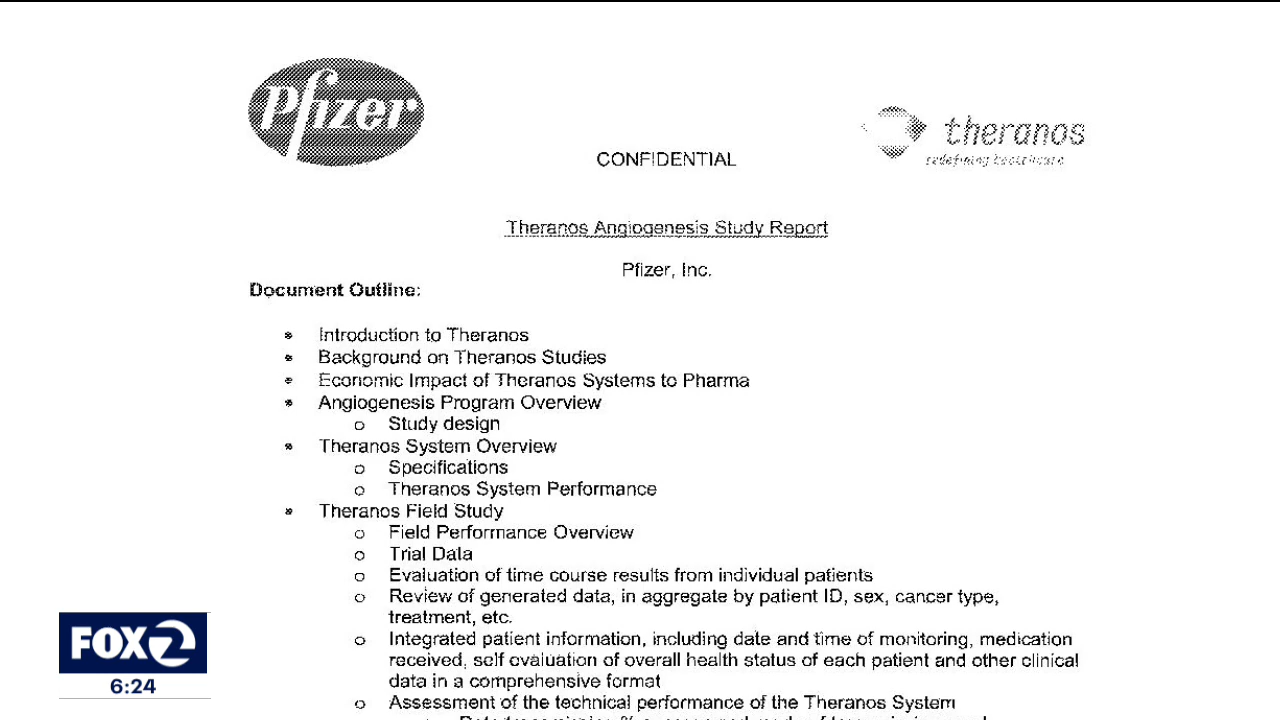 Pfizer
theranos
redefining healthcare
CONFIDENTIAL
Theranos Angiogenesis Study Report
Pfizer, Inc.
Document Outline:
Introduction to Theranos
Background on Theranos Studies
Economic Impact of Theranos Systems to Pharma
Angiogenesis Program Overview
o Study design
Theranos System Overview
o Specifications
o Theranos System Performance
Theranos Field Study
o Field Performance Overview
o Trial Data
o Evaluation of time course results from individual patients
o Review of generated data, in aggregate by patient ID, sex, cancer type,
treatment, etc.
o Integrated patient information, including date and time of monitoring, medication
received, self evaluation of overall health status of each patient and other clinical
data in a comprehensive format
o Assessment of the technical performance of the Theranos System
FOX 2
6:24